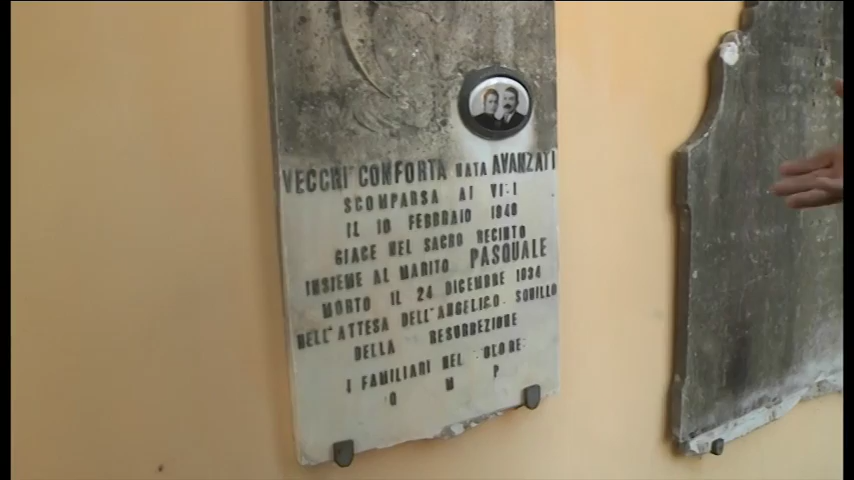 VECCHI CONFORTA NATA AVANZATI
SCOMPARSA AI VIVI
IL 10 FEBBRAIO 1940
GIACE NEL SACRO RECINTO
INSIEME AL MARITO PASQUALE
MORTO IL 24 DICEMBRE 1934
NELL'ATTESA DELL'ANGELICO SQUILLO
DELLA RESURREZIONE
I FAMILIARI NEL DOLORE
Q M P